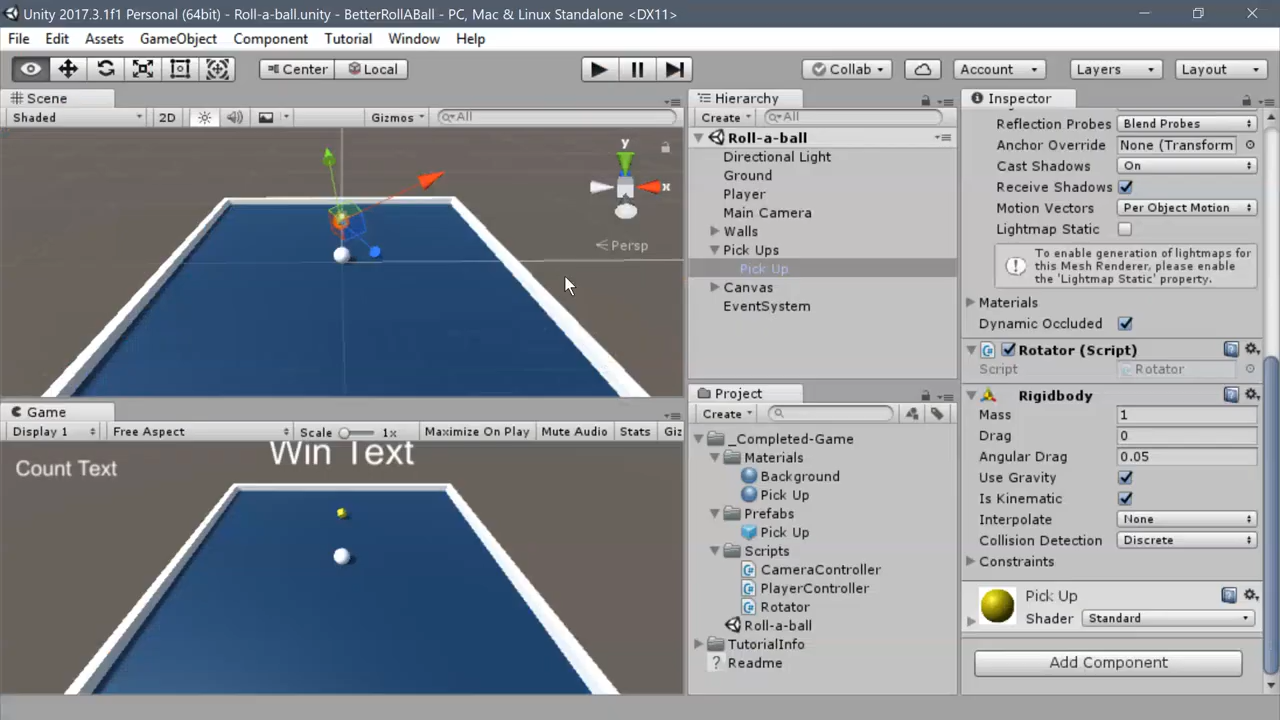 Unity 2017.3.1f1 Personal (64bit) - Roll-a-ball.unity - BetterRollABall - PC, Mac & Linux Standalone <DX11>
File Edit Assets GameObject Component Tutorial Window Help
Center Local Collab Account Layers Layout
Scene
Shaded 2D Gizmos All
y
x
Persp
Game
Display 1 Free Aspect Scale 1x Maximize On Play Mute Audio Stats Giz
Win Text
Count Text
Hierarchy
Create All
Roll-a-ball
Directional Light
Ground
Player
Main Camera
Walls
Pick Ups
Pick Up
Canvas
EventSystem
Project
Create
_Completed-Game
Materials
Background
Pick Up
Prefabs
Pick Up
Scripts
CameraController
PlayerController
Rotator
Roll-a-ball
TutorialInfo
Readme
Inspector
Reflection Probes Blend Probes
Anchor Override None (Transform
Cast Shadows On
Receive Shadows
Motion Vectors Per Object Motion
Lightmap Static
To enable generation of lightmaps for
this Mesh Renderer, please enable
the 'Lightmap Static' property.
Materials
Dynamic Occluded
Rotator (Script)
Script Rotator
Rigidbody
Mass 1
Drag 0
Angular Drag 0.05
Use Gravity
Is Kinematic
Interpolate None
Collision Detection Discrete
Constraints
Pick Up
Shader Standard
Add Component